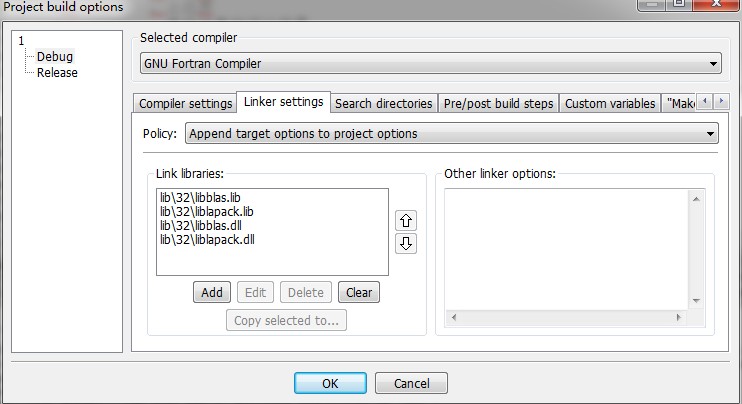 Project build options
1
Debug
Release
Selected compiler
GNU Fortran Compiler
Compiler settings
Linker settings
Search directories
Pre/post build steps
Custom variables
"Make
Policy:
Append target options to project options
Link libraries:
lib\32\libblas.lib
lib\32\liblapack.lib
lib\32\libblas.dll
lib\32\liblapack.dll
Add
Edit
Delete
Clear
Copy selected to...
Other linker options:
OK
Cancel